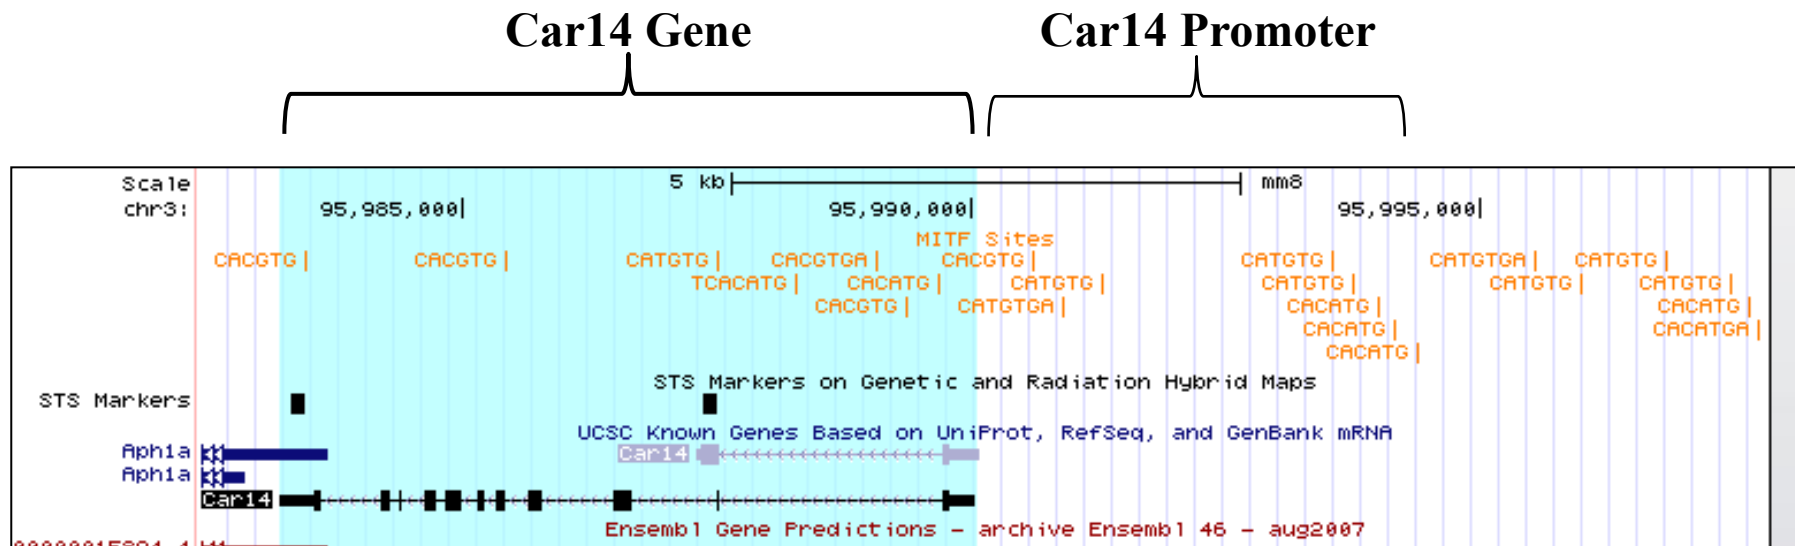 Car14 Gene Car14 Promoter
Scale 5 kb mm8
chr3: 95,985,000| 95,990,000| 95,995,000|
MITF Sites
CACGTG| CACGTG| CATGTG| CACGTGA| CACGTG| CATGTG| CATGTGA| CATGTG|
TCACATG| CACATG| CATGTG| CATGTG| CATGTG| CATGTG|
CACGTG| CATGTGA| CACATG| CACATG|
CACATG| CACATGA|
CACATG|
STS Markers on Genetic and Radiation Hybrid Maps
STS Markers
UCSC Known Genes Based on UniProt, RefSeq, and GenBank mRNA
Aph1a Car14
Aph1a
Car14
Ensembl Gene Predictions - archive Ensembl 46 - aug2007